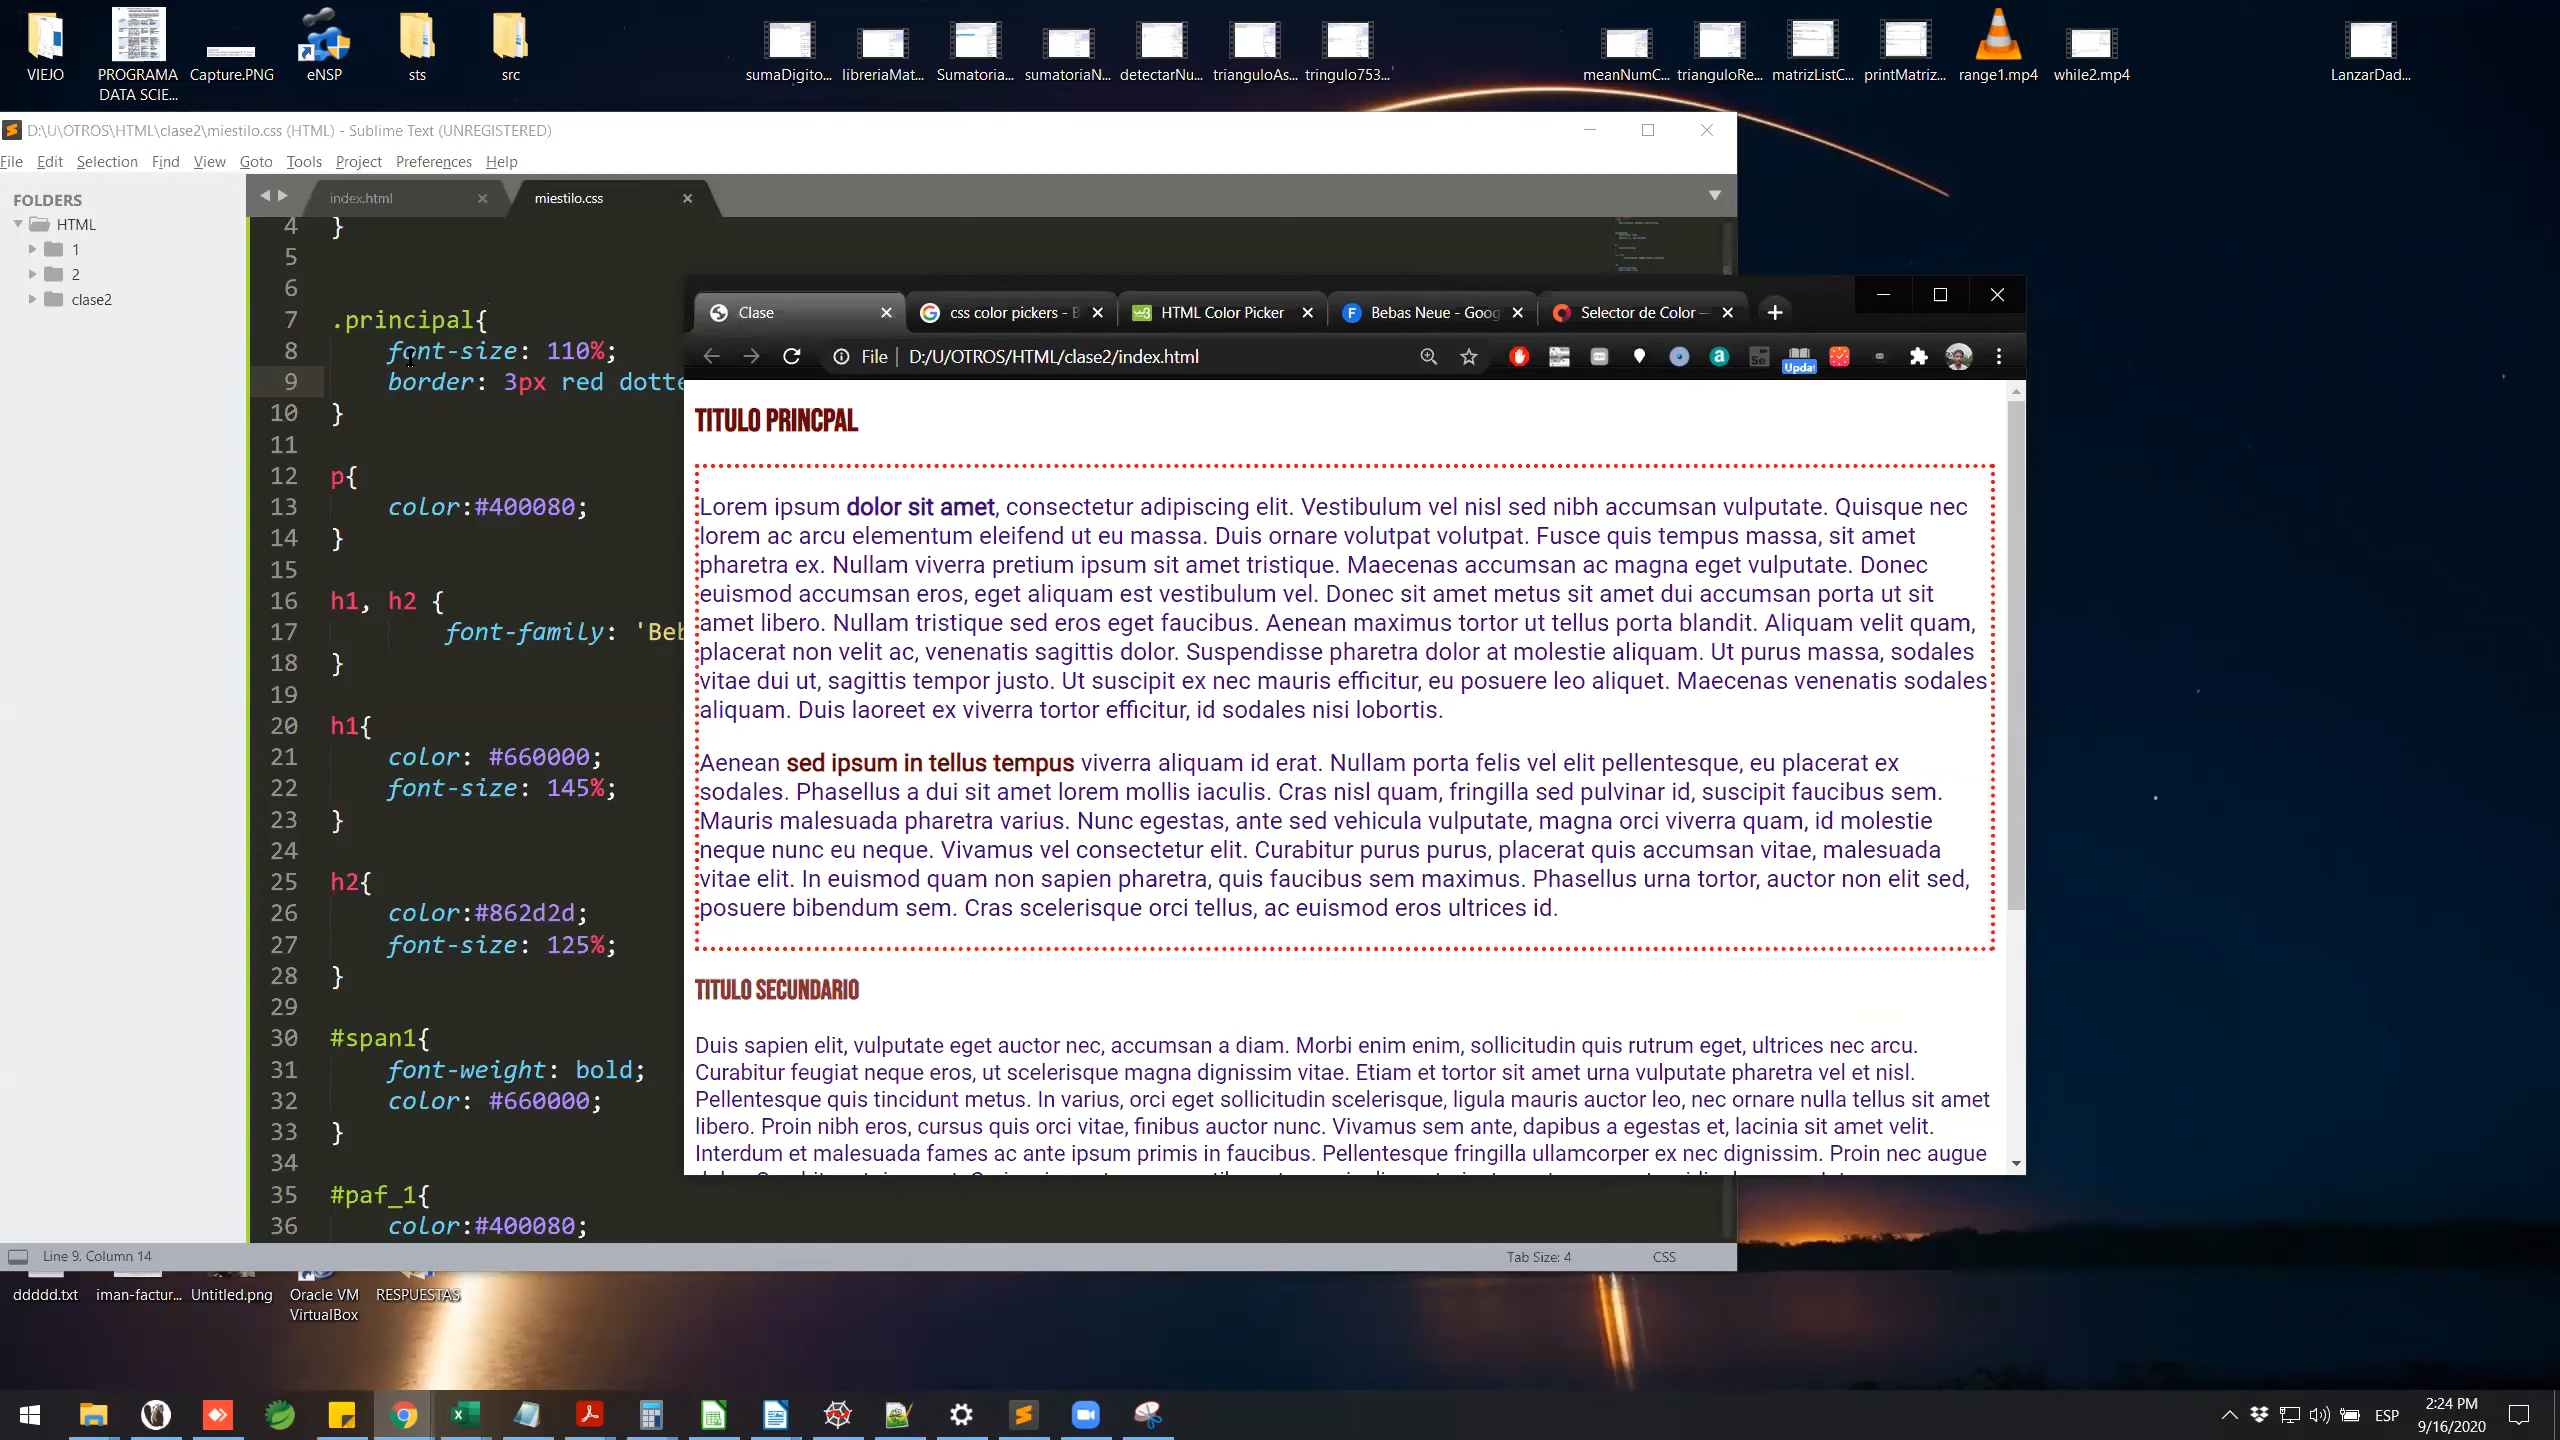 VIEJO
PROGRAMA
DATA SCIE...
Capture.PNG
eNSP
sts
src
sumaDigito...
libreriaMat...
Sumatoria...
sumatoriaN...
detectarNu...
trianguloAs...
tringulo753...
meanNumC...
trianguloRe...
matrizListC...
printMatriz...
range1.mp4
while2.mp4
LanzarDad...
D:\U\OTROS\HTML\clase2\miestilo.css (HTML) - Sublime Text (UNREGISTERED)
File Edit Selection Find View Goto Tools Project Preferences Help
FOLDERS
HTML
1
2
clase2
index.html
miestilo.css
4 }
5
6
7 .principal{
8 font-size: 110%;
9 border: 3px red dotte
10 }
11
12 p{
13 color:#400080;
14 }
15
16 h1, h2 {
17 font-family: 'Beb
18 }
19
20 h1{
21 color: #660000;
22 font-size: 145%;
23 }
24
25 h2{
26 color:#862d2d;
27 font-size: 125%;
28 }
29
30 #span1{
31 font-weight: bold;
32 color: #660000;
33 }
34
35 #paf_1{
36 color:#400080;
Line 9, Column 14
Tab Size: 4
CSS
Clase
css color pickers - B
HTML Color Picker
Bebas Neue - Goog
Selector de Color —
File | D:/U/OTROS/HTML/clase2/index.html
Se
Updat
TITULO PRINCPAL
Lorem ipsum dolor sit amet, consectetur adipiscing elit. Vestibulum vel nisl sed nibh accumsan vulputate. Quisque nec
lorem ac arcu elementum eleifend ut eu massa. Duis ornare volutpat volutpat. Fusce quis tempus massa, sit amet
pharetra ex. Nullam viverra pretium ipsum sit amet tristique. Maecenas accumsan ac magna eget vulputate. Donec
euismod accumsan eros, eget aliquam est vestibulum vel. Donec sit amet metus sit amet dui accumsan porta ut sit
amet libero. Nullam tristique sed eros eget faucibus. Aenean maximus tortor ut tellus porta blandit. Aliquam velit quam,
placerat non velit ac, venenatis sagittis dolor. Suspendisse pharetra dolor at molestie aliquam. Ut purus massa, sodales
vitae dui ut, sagittis tempor justo. Ut suscipit ex nec mauris efficitur, eu posuere leo aliquet. Maecenas venenatis sodales
aliquam. Duis laoreet ex viverra tortor efficitur, id sodales nisi lobortis.
Aenean sed ipsum in tellus tempus viverra aliquam id erat. Nullam porta felis vel elit pellentesque, eu placerat ex
sodales. Phasellus a dui sit amet lorem mollis iaculis. Cras nisl quam, fringilla sed pulvinar id, suscipit faucibus sem.
Mauris malesuada pharetra varius. Nunc egestas, ante sed vehicula vulputate, magna orci viverra quam, id molestie
neque nunc eu neque. Vivamus vel consectetur elit. Curabitur purus purus, placerat quis accumsan vitae, malesuada
vitae elit. In euismod quam non sapien pharetra, quis faucibus sem maximus. Phasellus urna tortor, auctor non elit sed,
posuere bibendum sem. Cras scelerisque orci tellus, ac euismod eros ultrices id.
TITULO SECUNDARIO
Duis sapien elit, vulputate eget auctor nec, accumsan a diam. Morbi enim enim, sollicitudin quis rutrum eget, ultrices nec arcu.
Curabitur feugiat neque eros, ut scelerisque magna dignissim vitae. Etiam et tortor sit amet urna vulputate pharetra vel et nisl.
Pellentesque quis tincidunt metus. In varius, orci eget sollicitudin scelerisque, ligula mauris auctor leo, nec ornare nulla tellus sit amet
libero. Proin nibh eros, cursus quis orci vitae, finibus auctor nunc. Vivamus sem ante, dapibus a egestas et, lacinia sit amet velit.
Interdum et malesuada fames ac ante ipsum primis in faucibus. Pellentesque fringilla ullamcorper ex nec dignissim. Proin nec augue
ddddd.txt
iman-factur...
Untitled.png
Oracle VM
VirtualBox
RESPUESTAS
ESP
2:24 PM
9/16/2020